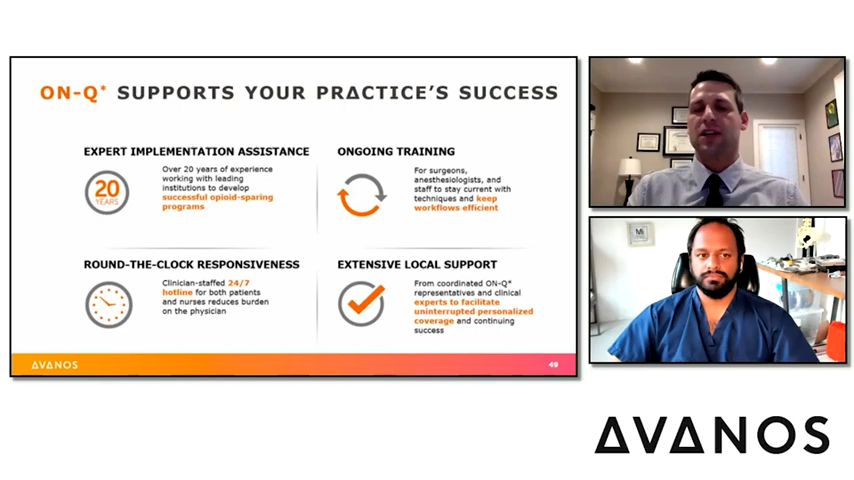 ON-Q* SUPPORTS YOUR PRΔCTICE'S SUCCESS
EXPERT IMPLEMENTATION ASSISTANCE
20
YEARS
Over 20 years of experience
working with leading
institutions to develop
successful opioid-sparing
programs
ONGOING TRAINING
For surgeons,
anesthesiologists, and
staff to stay current with
techniques and keep
workflows efficient
ROUND-THE-CLOCK RESPONSIVENESS
Clinician-staffed 24/7
hotline for both patients
and nurses reduces burden
on the physician
EXTENSIVE LOCAL SUPPORT
From coordinated ON-Q*
representatives and clinical
experts to facilitate
uninterrupted personalized
coverage and continuing
success
ΔVΔNOS
49
ΔVΔNOS